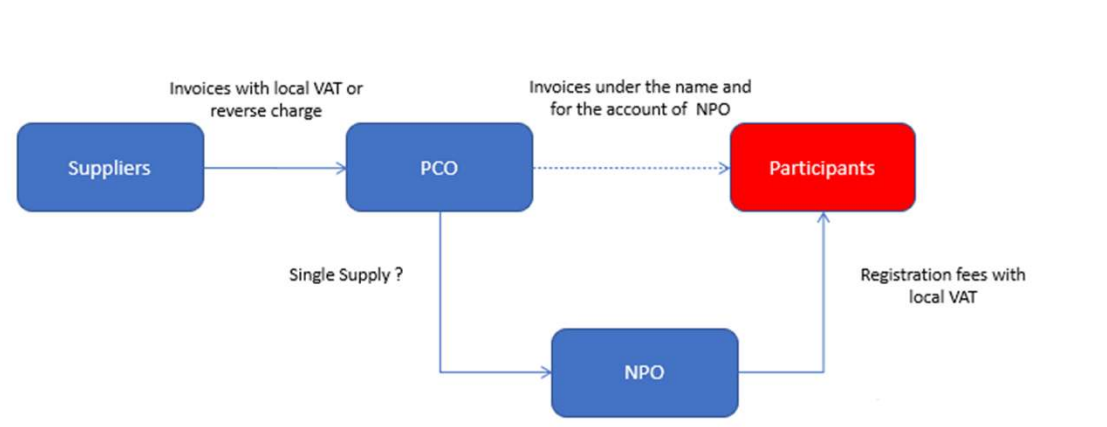 Invoices with local VAT or
reverse charge
Invoices under the name and
for the account of NPO
Suppliers
PCO
Participants
Single Supply ?
Registration fees with
local VAT
NPO